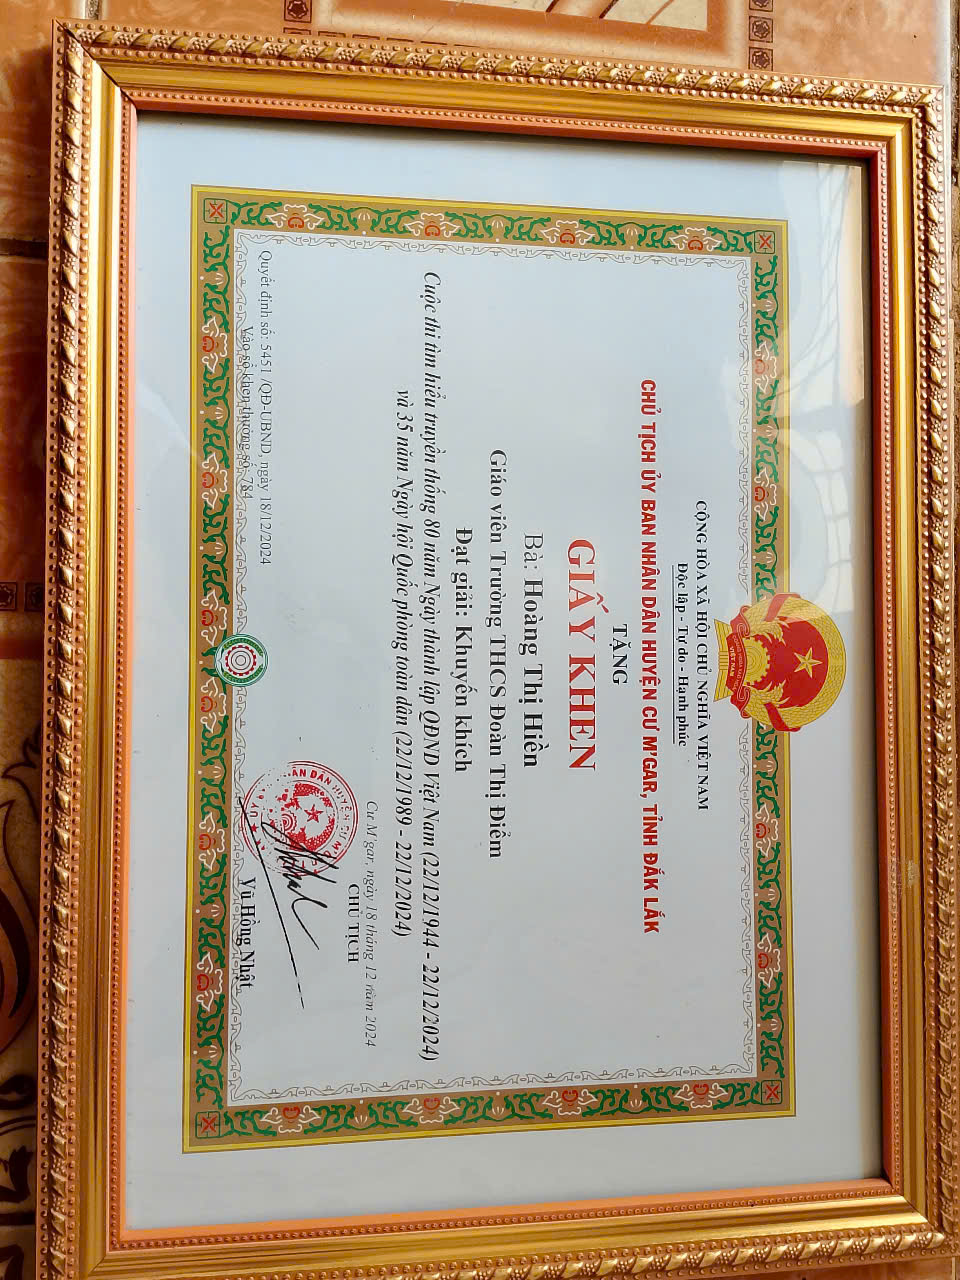 CỘNG HÒA XÃ HỘI CHỦ NGHĨA VIỆT NAM
Độc lập - Tự do - Hạnh phúc
CHỦ TỊCH ỦY BAN NHÂN DÂN HUYỆN CƯ M'GAR, TỈNH ĐẮK LẮK
TẶNG
GIẤY KHEN
Bà: Hoàng Thị Hiền
Giáo viên Trường THCS Đoàn Thị Điểm
Đạt giải: Khuyến khích
Cuộc thi tìm hiểu truyền thống 80 năm Ngày thành lập QĐND Việt Nam (22/12/1944 - 22/12/2024)
và 35 năm Ngày hội Quốc phòng toàn dân (22/12/1989 - 22/12/2024)
Cư M'gar, ngày 18 tháng 12 năm 2024
CHỦ TỊCH
Vũ Hồng Nhật
Quyết định số: 5451 /QĐ-UBND, ngày 18/12/2024
Vào sổ khen thưởng số: 784
VIỆT NAM